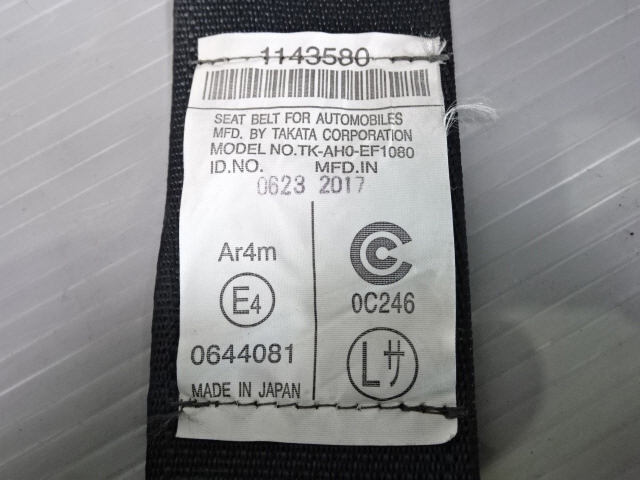 1143580
SEAT BELT FOR AUTOMOBILES
MFD. BY TAKATA CORPORATION
MODEL NO.TK-AH0-EF1080
ID.NO. MFD.IN
0623 2017
Ar4m
E4
0644081
MADE IN JAPAN
C
0C246
Lサ